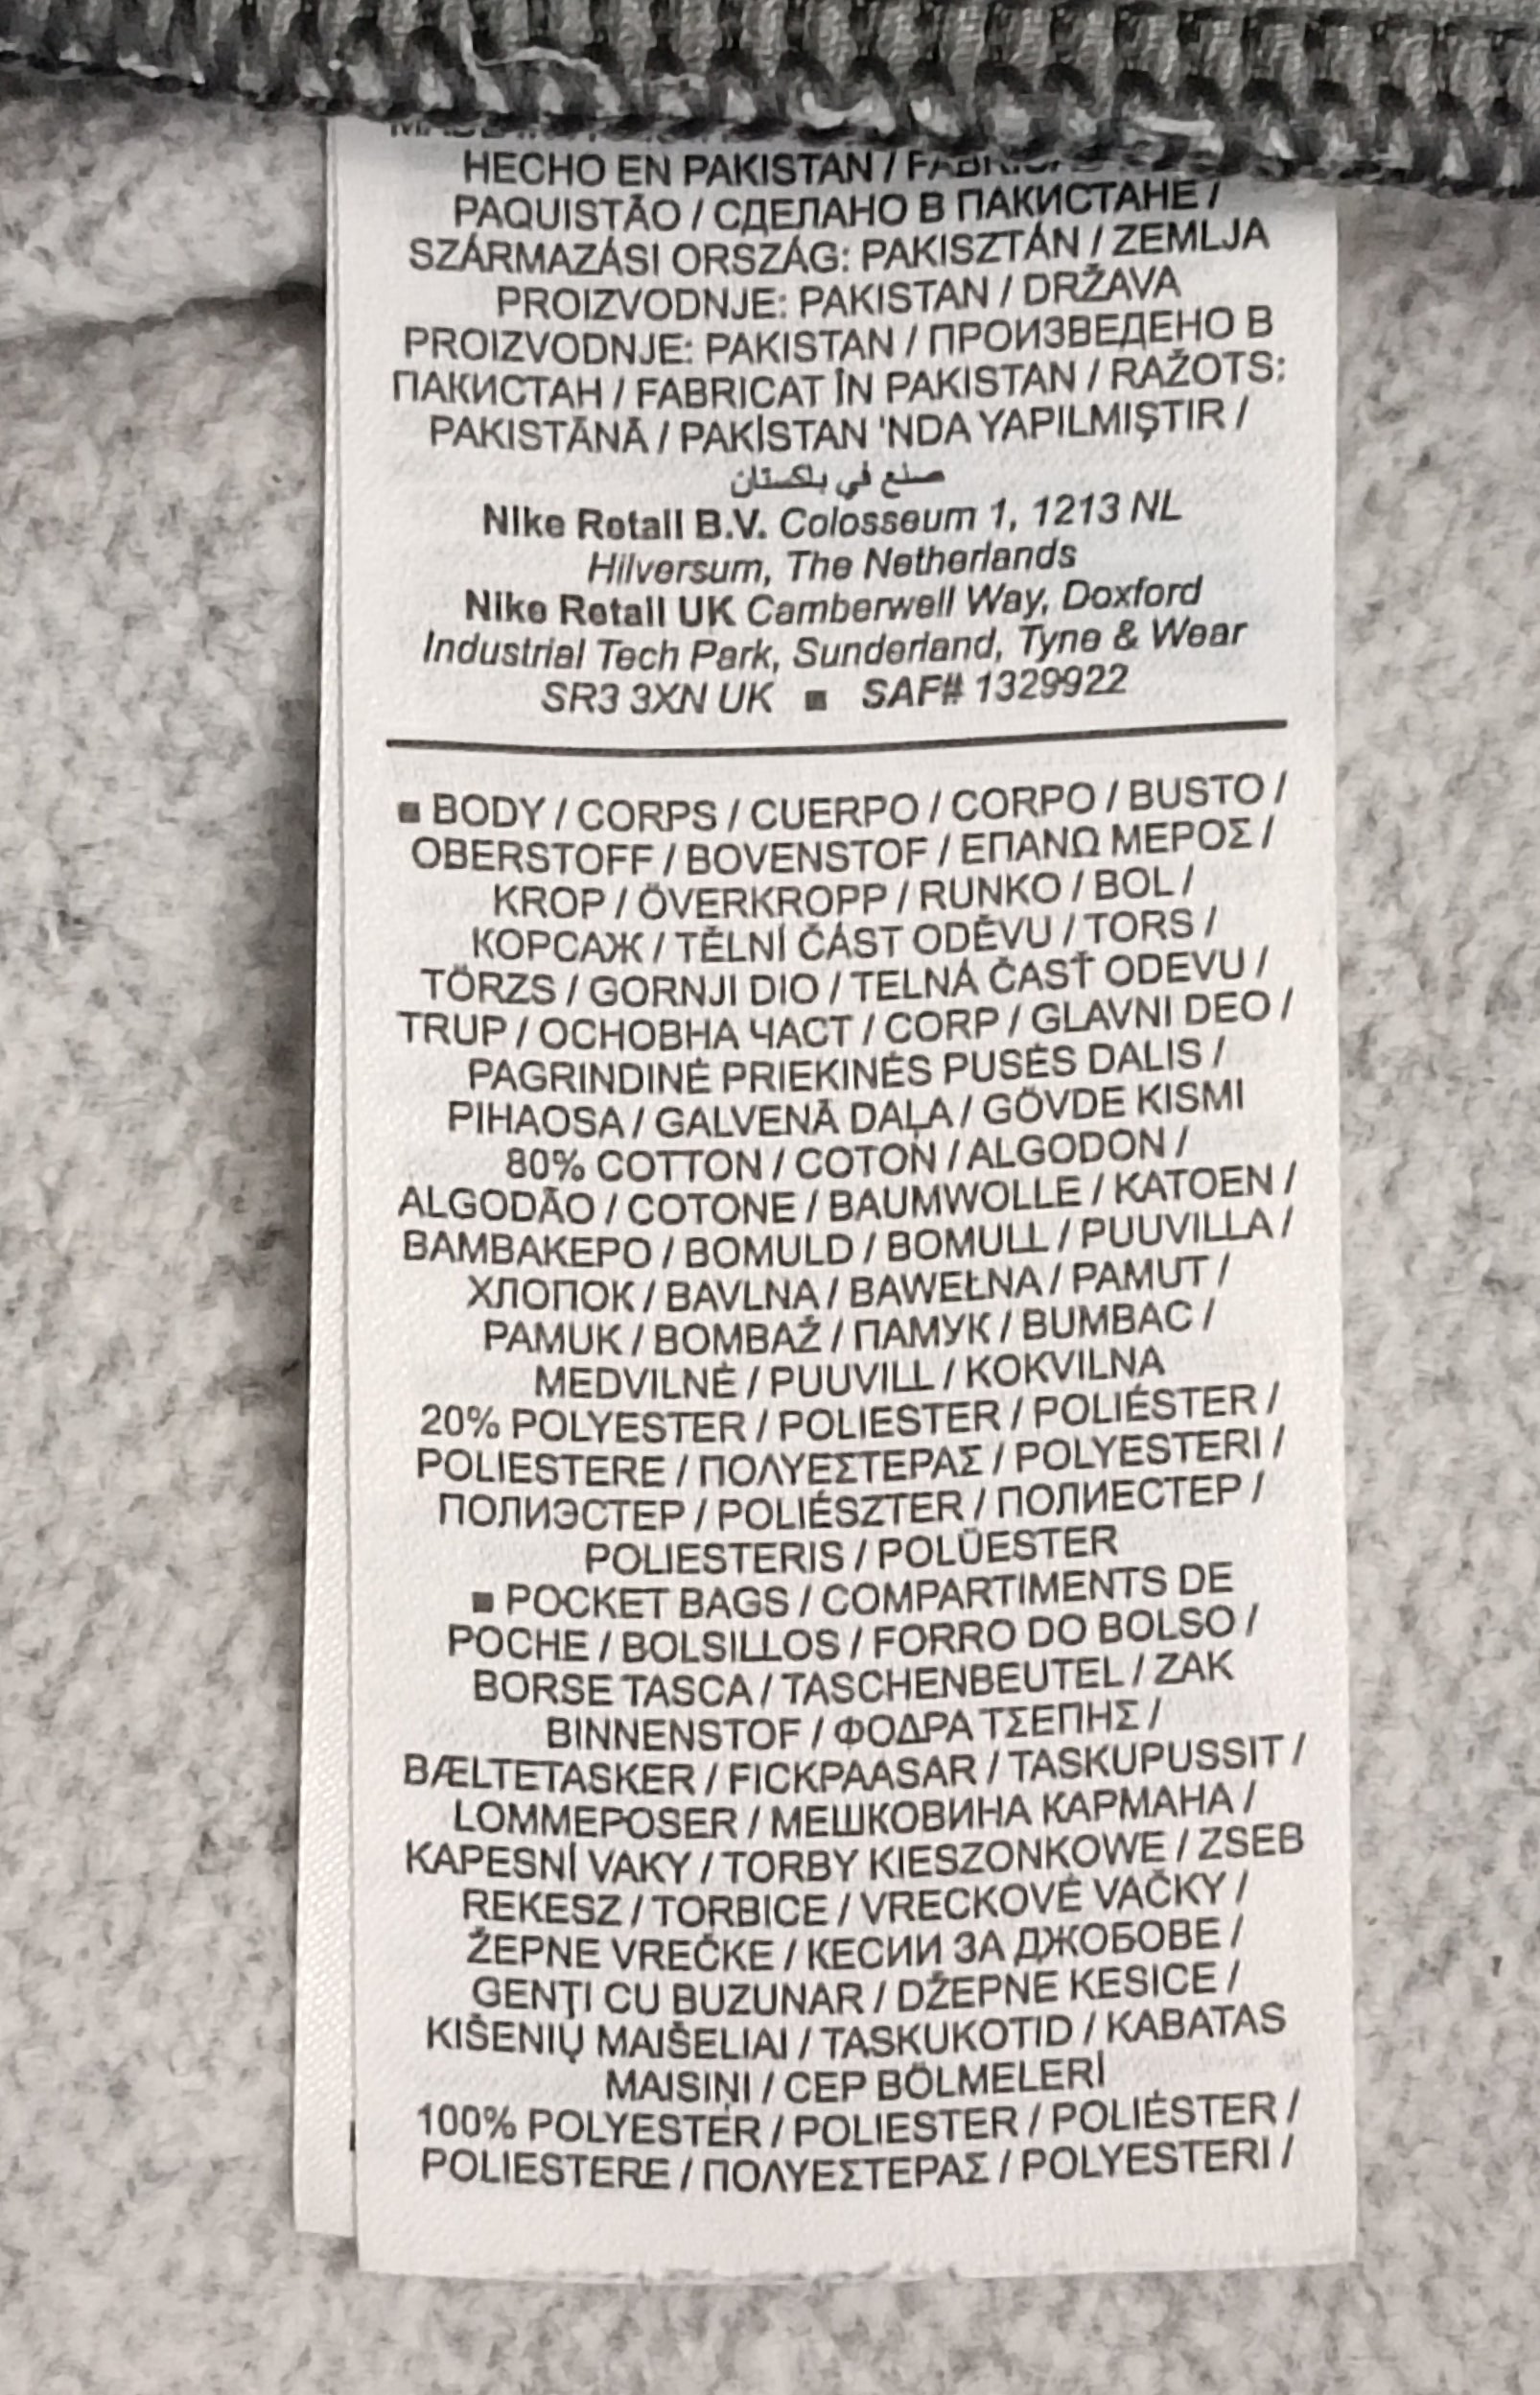 HECHO EN PAKISTAN /
PAQUISTÃO / СДЕЛАНО В ПАКИСТАНЕ /
SZÁRMAZÁSI ORSZÁG: PAKISZTÁN / ZEMLJA
PROIZVODNJE: PAKISTAN / DRŽAVA
PROIZVODNJE: PAKISTAN / ПРОИЗВЕДЕНО В
ПАКИСТАН / FABRICAT ÎN PAKISTAN / RAŽOTS:
PAKISTĀNĀ / PAKİSTAN 'NDA YAPILMIŞTIR /
صنع في باكستان
Nike Retail B.V. Colosseum 1, 1213 NL
Hilversum, The Netherlands
Nike Retail UK Camberwell Way, Doxford
Industrial Tech Park, Sunderland, Tyne & Wear
SR3 3XN UK ■ SAF# 1329922
■ BODY / CORPS / CUERPO / CORPO / BUSTO /
OBERSTOFF / BOVENSTOF / ΕΠΑΝΩ ΜΕΡΟΣ /
KROP / ÖVERKROPP / RUNKO / BOL /
КОРСАЖ / TĚLNÍ ČÁST ODĚVU / TORS /
TÖRZS / GORNJI DIO / TELNÁ ČASŤ ODEVU /
TRUP / ОСНОВНА ЧАСТ / CORP / GLAVNI DEO /
PAGRINDINĖ PRIEKINĖS PUSĖS DALIS /
PIHAOSA / GALVENĀ DAĻA / GÖVDE KISMI
80% COTTON / COTON / ALGODON /
ALGODÃO / COTONE / BAUMWOLLE / KATOEN /
ΒΑΜΒΑΚΕΡΟ / BOMULD / BOMULL / PUUVILLA /
ХЛОПОК / BAVLNA / BAWEŁNA / PAMUT /
PAMUK / BOMBAŽ / ПАМУК / BUMBAC /
MEDVILNĖ / PUUVILL / KOKVILNA
20% POLYESTER / POLIESTER / POLIÉSTER /
POLIESTERE / ΠΟΛΥΕΣΤΕΡΑΣ / POLYESTERI /
ПОЛИЭСТЕР / POLIÉSZTER / ПОЛИЕСТЕР /
POLIESTERIS / POLÜESTER
■ POCKET BAGS / COMPARTIMENTS DE
POCHE / BOLSILLOS / FORRO DO BOLSO /
BORSE TASCA / TASCHENBEUTEL / ZAK
BINNENSTOF / ΦΟΔΡΑ ΤΣΕΠΗΣ /
BÆLTETASKER / FICKPAASAR / TASKUPUSSIT /
LOMMEPOSER / МЕШКОВИНА КАРМАНА /
KAPESNÍ VAKY / TORBY KIESZONKOWE / ZSEB
REKESZ / TORBICE / VRECKOVÉ VAČKY /
ŽEPNE VREČKE / КЕСИИ ЗА ДЖОБОВЕ /
GENŢI CU BUZUNAR / DŽEPNE KESICE /
KIŠENIŲ MAIŠELIAI / TASKUKOTID / KABATAS
MAISIŅI / CEP BÖLMELERİ
100% POLYESTER / POLIESTER / POLIÉSTER /
POLIESTERE / ΠΟΛΥΕΣΤΕΡΑΣ / POLYESTERI /